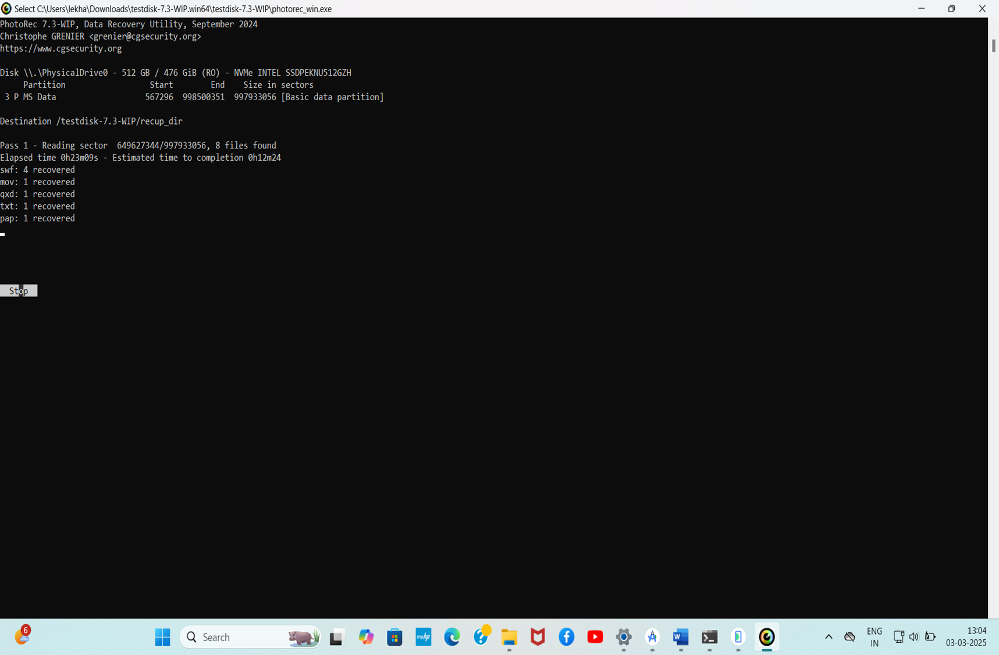 Select C:\Users\lekha\Downloads\testdisk-7.3-WIP.win64\testdisk-7.3-WIP\photorec_win.exe
PhotoRec 7.3-WIP, Data Recovery Utility, September 2024
Christophe GRENIER <grenier@cgsecurity.org>
https://www.cgsecurity.org
Disk \\.\PhysicalDrive0 - 512 GB / 476 GiB (RO) - NVMe INTEL SSDPEKNU512GZH
Partition Start End Size in sectors
3 P MS Data 567296 998500351 997933056 [Basic data partition]
Destination /testdisk-7.3-WIP/recup_dir
Pass 1 - Reading sector 649627344/997933056, 8 files found
Elapsed time 0h23m09s - Estimated time to completion 0h12m24
swf: 4 recovered
mov: 1 recovered
qxd: 1 recovered
txt: 1 recovered
pap: 1 recovered
Stop
6
Search
myhp
ENG
IN
13:04
03-03-2025